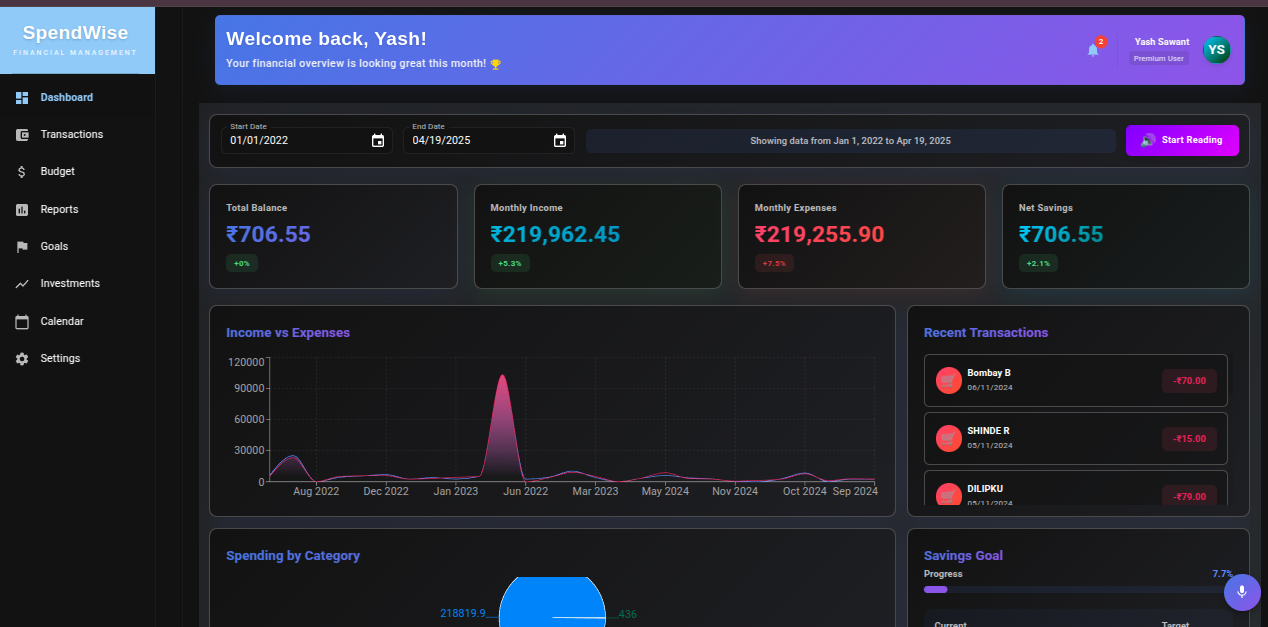 SpendWise
FINANCIAL MANAGEMENT
Dashboard
Transactions
Budget
Reports
Goals
Investments
Calendar
Settings
Welcome back, Yash!
Your financial overview is looking great this month! 🏆
2
Yash Sawant
Premium User
YS
Start Date
01/01/2022
End Date
04/19/2025
Showing data from Jan 1, 2022 to Apr 19, 2025
🔊 Start Reading
Total Balance
₹706.55
+0%
Monthly Income
₹219,962.45
+5.3%
Monthly Expenses
₹219,255.90
+7.5%
Net Savings
₹706.55
+2.1%
Income vs Expenses
120000
90000
60000
30000
0
Aug 2022 Dec 2022 Jan 2023 Jun 2022 Mar 2023 May 2024 Nov 2024 Oct 2024 Sep 2024
Recent Transactions
Bombay B
06/11/2024
-₹70.00
SHINDE R
05/11/2024
-₹15.00
DILIPKU
05/11/2024
-₹79.00
Spending by Category
218819.9
436
Savings Goal
Progress
7.7%
Current
Target